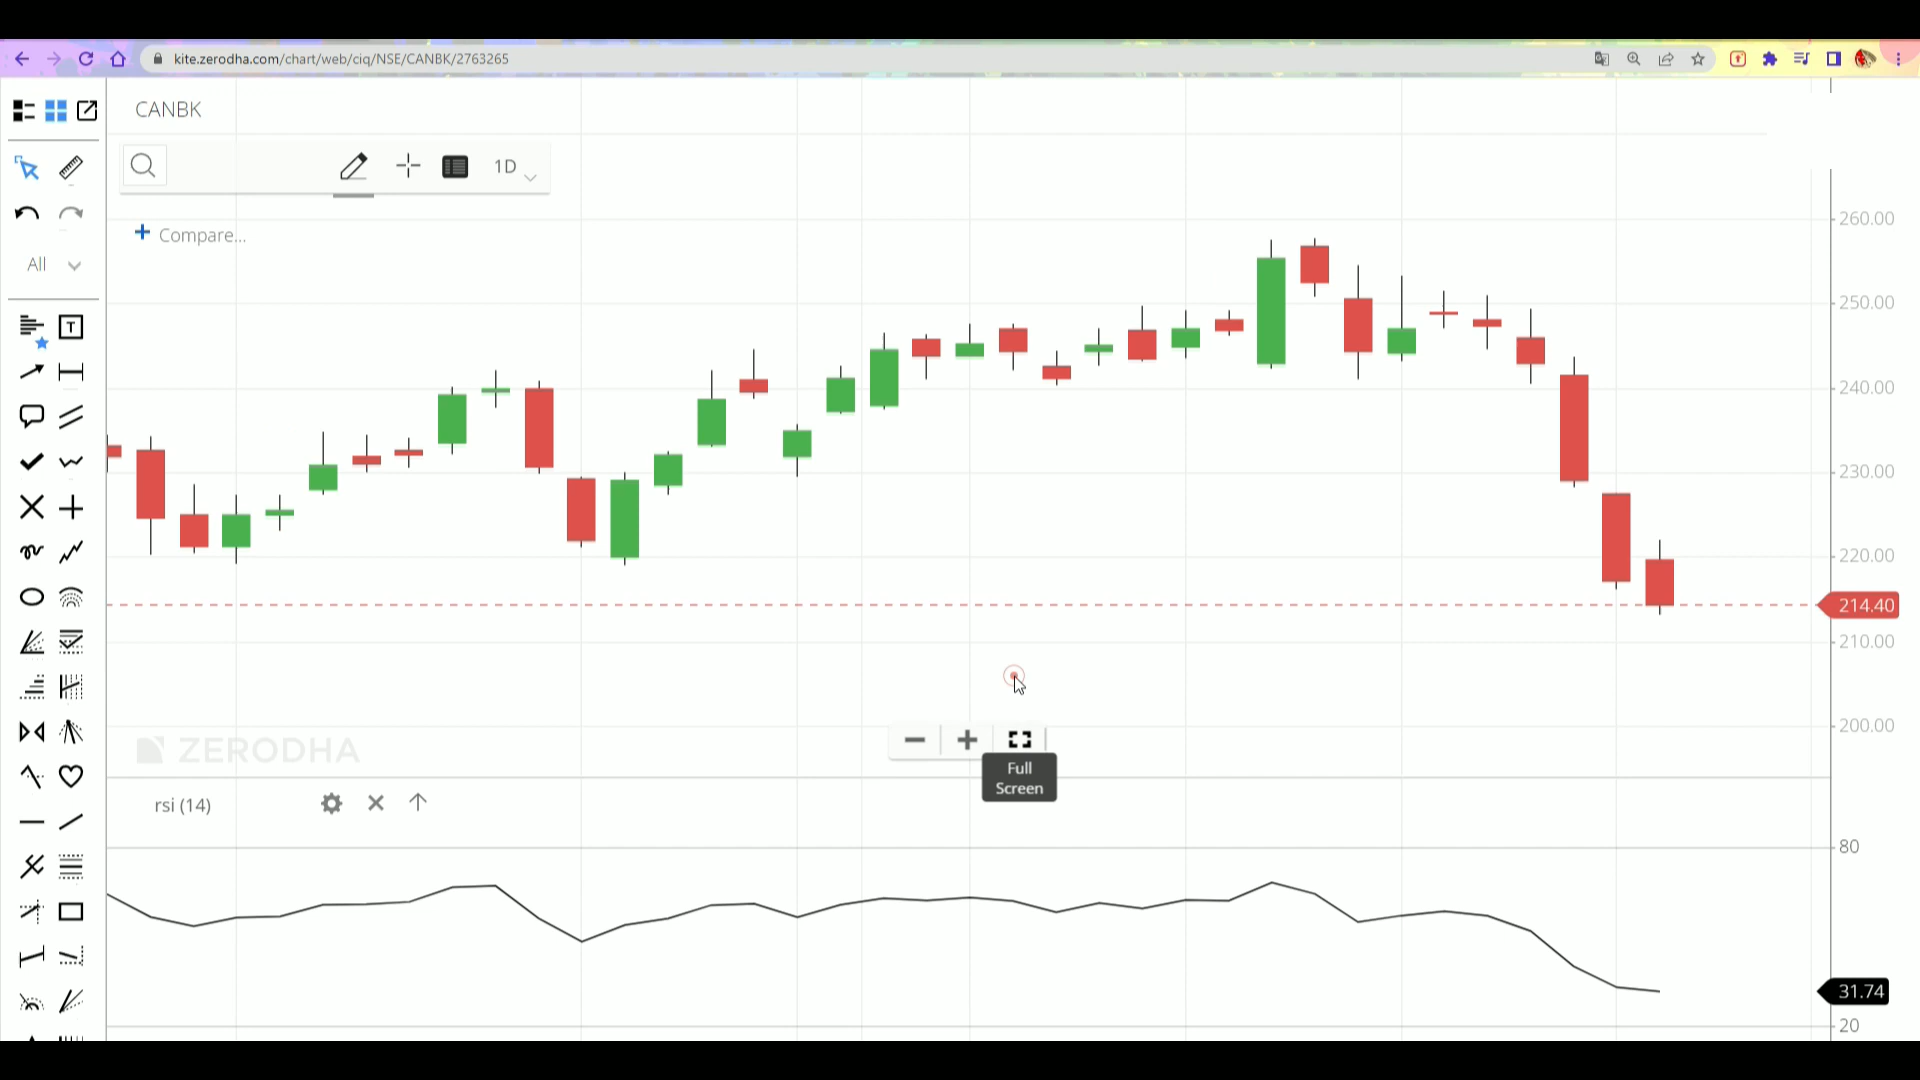 kite.zerodha.com/chart/web/ciq/NSE/CANBK/2763265
CANBK
1D
+ Compare...
All
T
260.00
250.00
240.00
230.00
220.00
214.40
210.00
200.00
ZERODHA
Full
Screen
rsi (14)
80
31.74
20